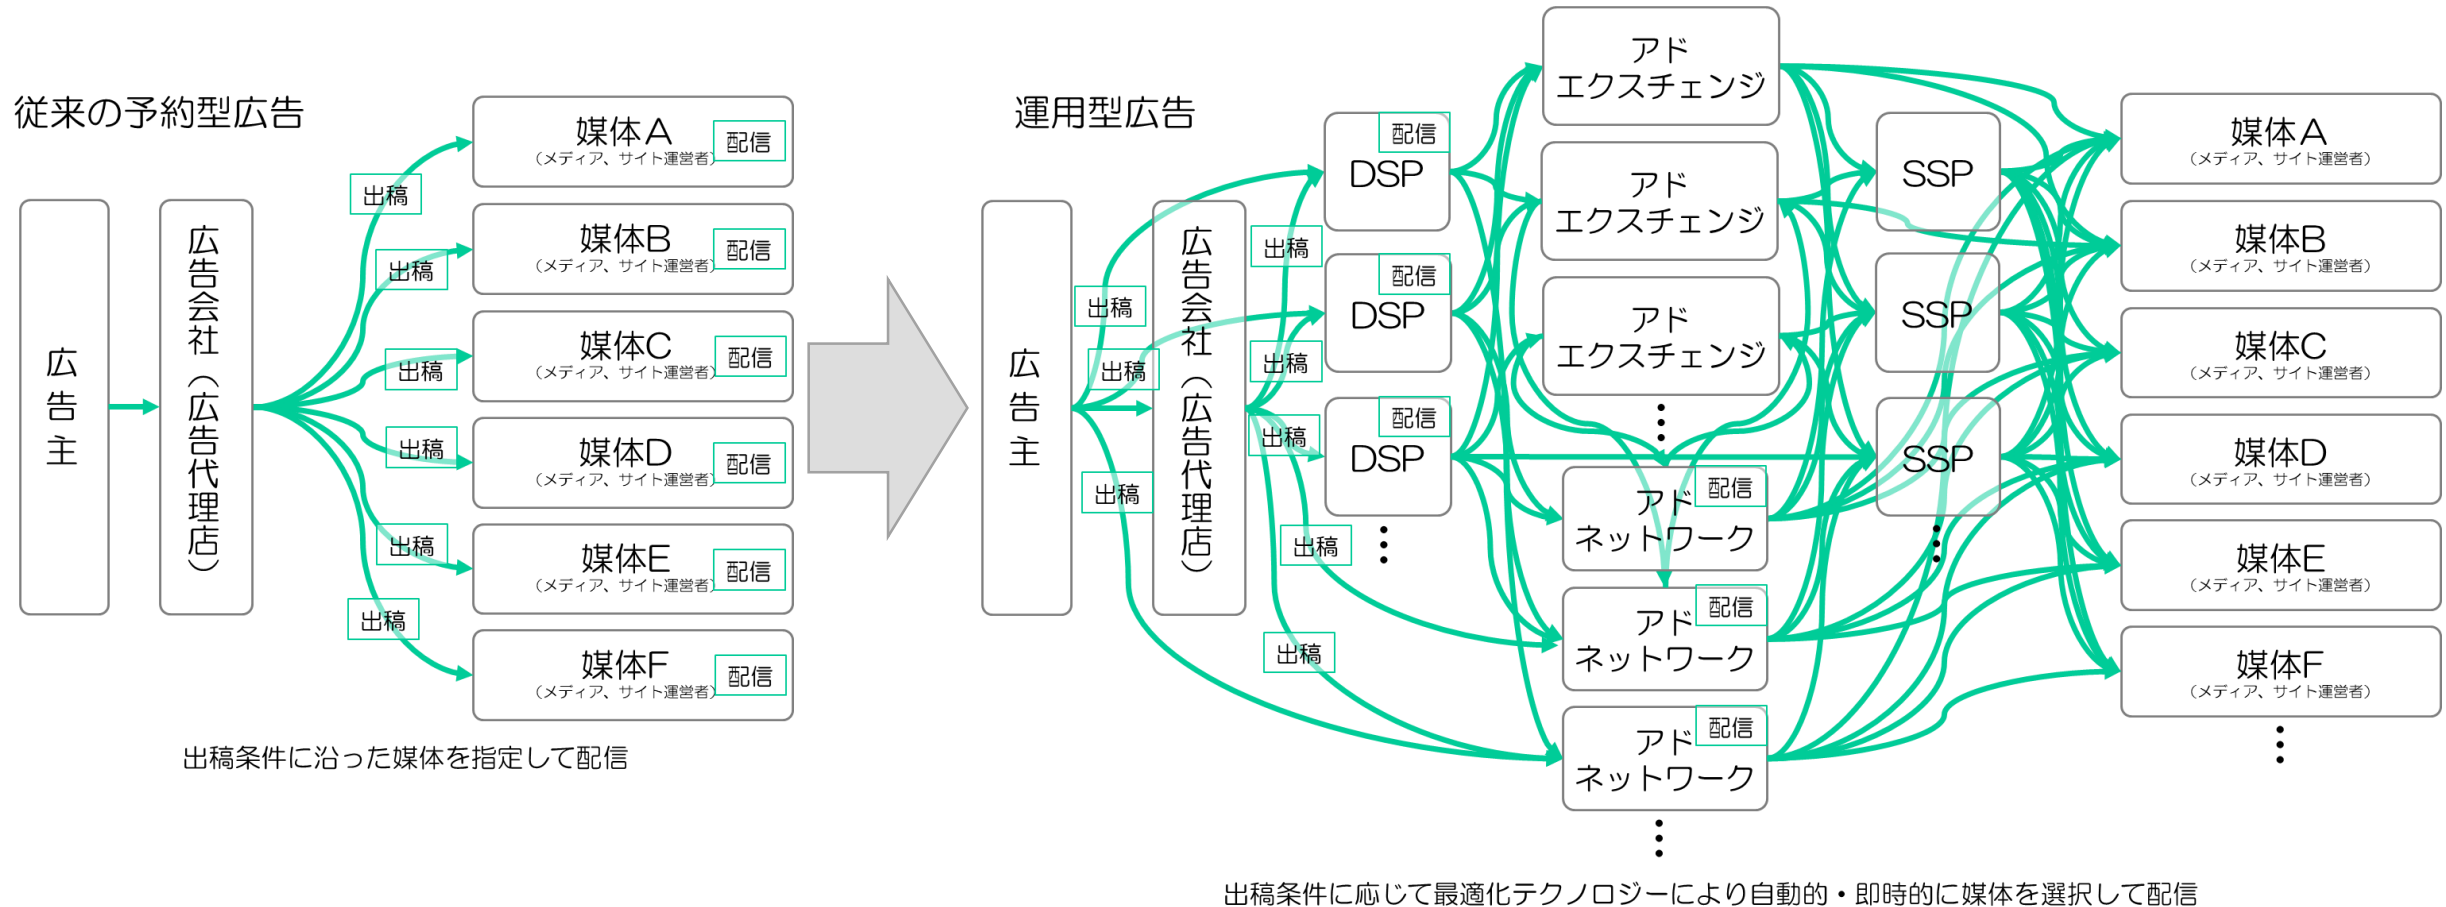 従来の予約型広告
広告主
広告会社（広告代理店）
出稿
出稿
出稿
出稿
出稿
出稿
媒体A
（メディア、サイト運営者）
配信
媒体B
（メディア、サイト運営者）
配信
媒体C
（メディア、サイト運営者）
配信
媒体D
（メディア、サイト運営者）
配信
媒体E
（メディア、サイト運営者）
配信
媒体F
（メディア、サイト運営者）
配信
出稿条件に沿った媒体を指定して配信
運用型広告
広告主
出稿
出稿
出稿
広告会社（広告代理店）
出稿
出稿
出稿
出稿
出稿
配信
DSP
配信
DSP
配信
DSP
アド
エクスチェンジ
アド
エクスチェンジ
アド
エクスチェンジ
配信
アド
ネットワーク
配信
アド
ネットワーク
配信
アド
ネットワーク
SSP
SSP
SSP
媒体A
（メディア、サイト運営者）
媒体B
（メディア、サイト運営者）
媒体C
（メディア、サイト運営者）
媒体D
（メディア、サイト運営者）
媒体E
（メディア、サイト運営者）
媒体F
（メディア、サイト運営者）
出稿条件に応じて最適化テクノロジーにより自動的・即時的に媒体を選択して配信